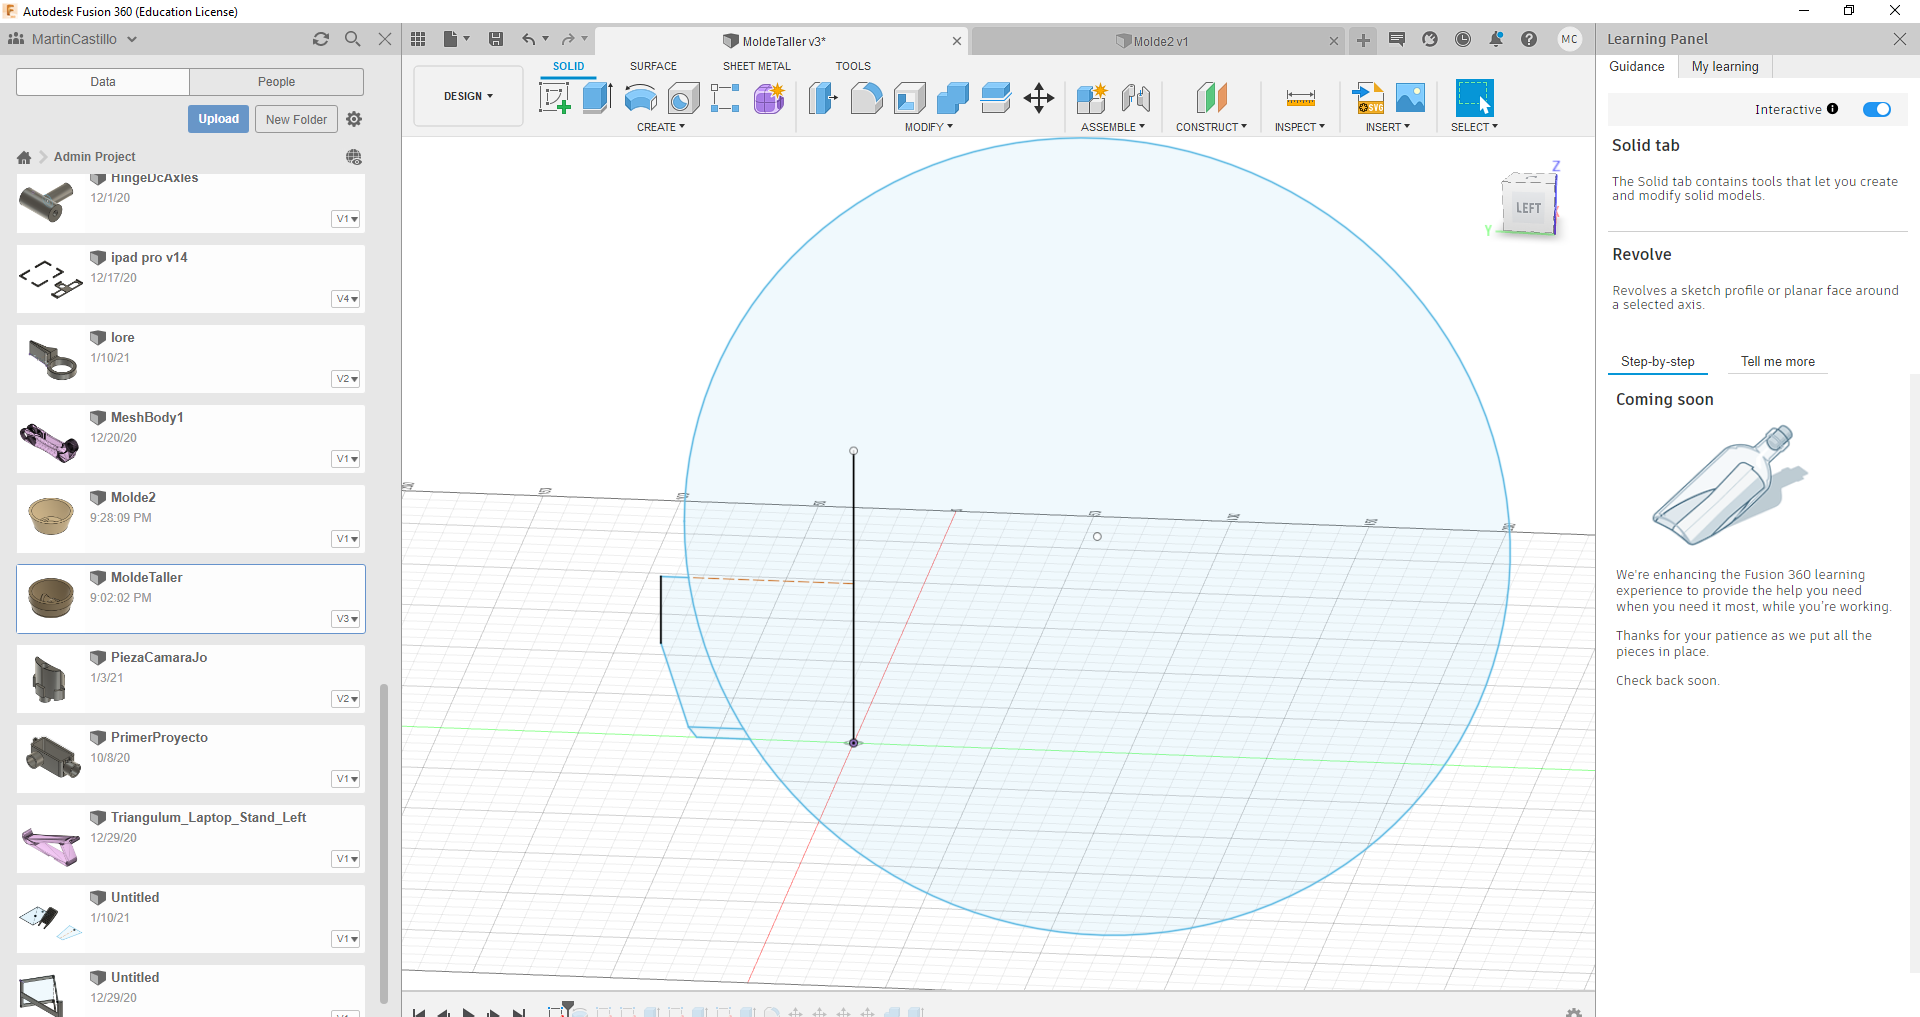 Autodesk Fusion 360 (Education License)
MartinCastillo
Data
People
Upload
New Folder
Admin Project
HingeDcAxles
12/1/20
V1
ipad pro v14
12/17/20
V4
lore
1/10/21
V2
MeshBody1
12/20/20
V1
Molde2
9:28:09 PM
V1
MoldeTaller
9:02:02 PM
V3
PiezaCamaraJo
1/3/21
V2
PrimerProyecto
10/8/20
V1
Triangulum_Laptop_Stand_Left
12/29/20
V1
Untitled
1/10/21
V1
Untitled
12/29/20
MoldeTaller v3*
Molde2 v1
MC
SOLID
SURFACE
SHEET METAL
TOOLS
DESIGN
CREATE
MODIFY
ASSEMBLE
CONSTRUCT
INSPECT
INSERT
SELECT
SVG
Z
LEFT
Y
Learning Panel
Guidance
My learning
Interactive
Solid tab
The Solid tab contains tools that let you create
and modify solid models.
Revolve
Revolves a sketch profile or planar face around
a selected axis.
Step-by-step
Tell me more
Coming soon
We're enhancing the Fusion 360 learning
experience to provide the help you need
when you need it most, while you're working.
Thanks for your patience as we put all the
pieces in place.
Check back soon.